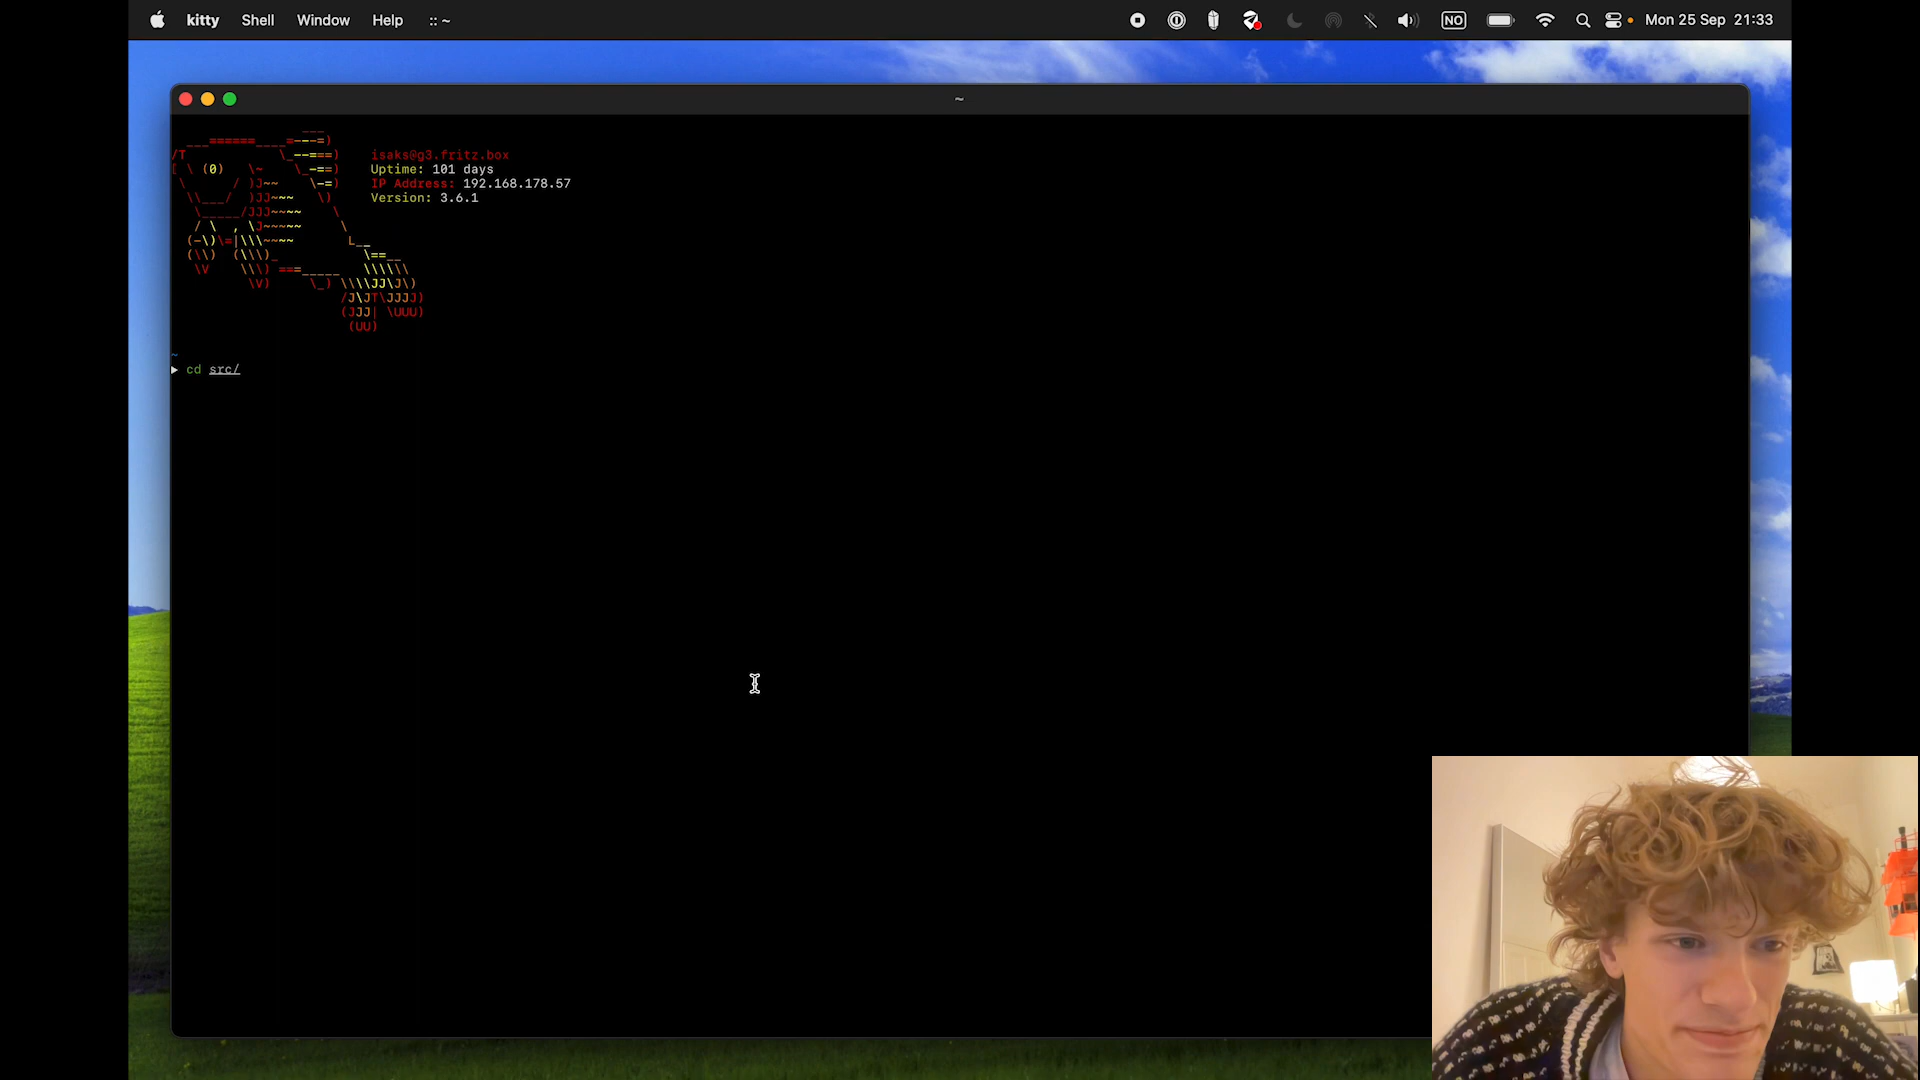 kitty Shell Window Help :: ~
NO Mon 25 Sep 21:33
~
isaks@g3.fritz.box
Uptime: 101 days
IP Address: 192.168.178.57
Version: 3.6.1
~
cd src/